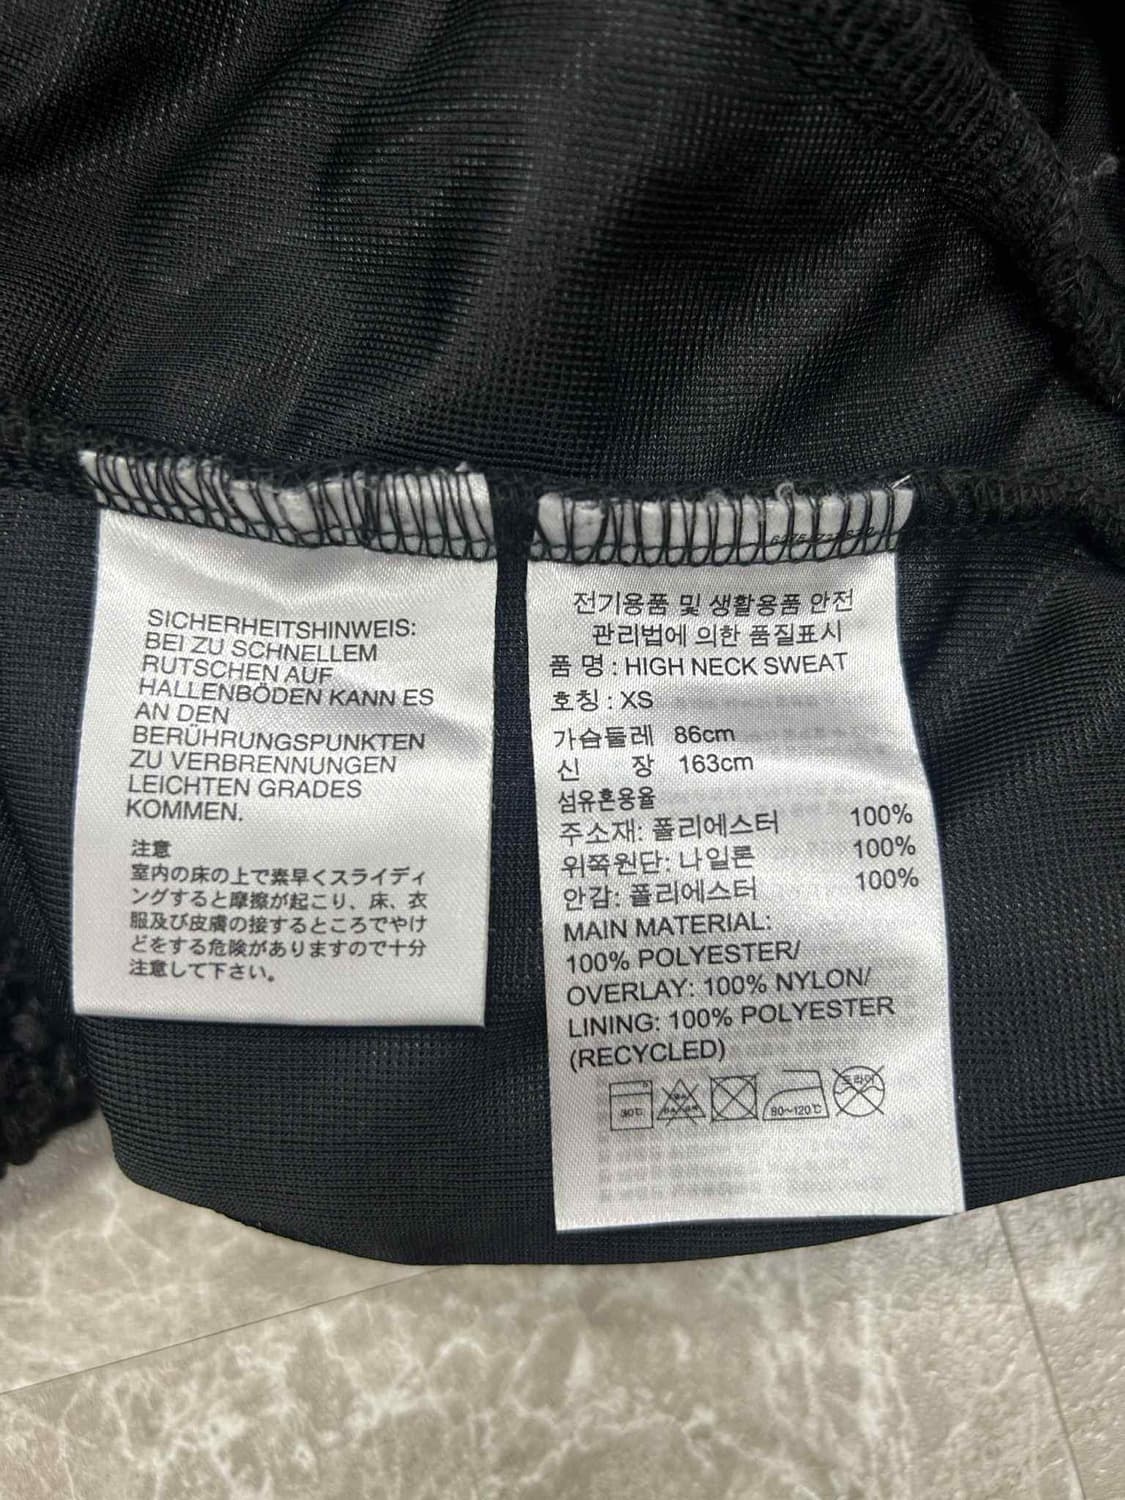 SICHERHEITSHINWEIS:
BEI ZU SCHNELLEM
RUTSCHEN AUF
HALLENBÖDEN KANN ES
AN DEN
BERÜHRUNGSPUNKTEN
ZU VERBRENNUNGEN
LEICHTEN GRADES
KOMMEN.
注意
室内の床の上で素早くスライディ
ングすると摩擦が起こり、床、衣
服及び皮膚の接するところでやけ
どをする危険がありますので十分
注意して下さい。
전기용품 및 생활용품 안전
관리법에 의한 품질표시
품 명 : HIGH NECK SWEAT
호칭 : XS
가슴둘레 86cm
신 장 163cm
섬유혼용율
주소재: 폴리에스터 100%
위쪽원단: 나일론 100%
안감: 폴리에스터 100%
MAIN MATERIAL:
100% POLYESTER/
OVERLAY: 100% NYLON/
LINING: 100% POLYESTER
(RECYCLED)
30℃ 80~120℃ 드라이